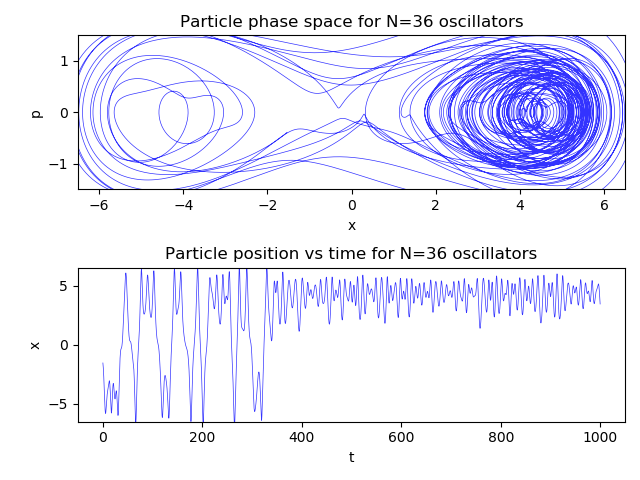 Particle phase space for N=36 oscillators
1
0
−1
p
−6 −4 −2 0 2 4 6
x
Particle position vs time for N=36 oscillators
5
0
−5
x
0 200 400 600 800 1000
t